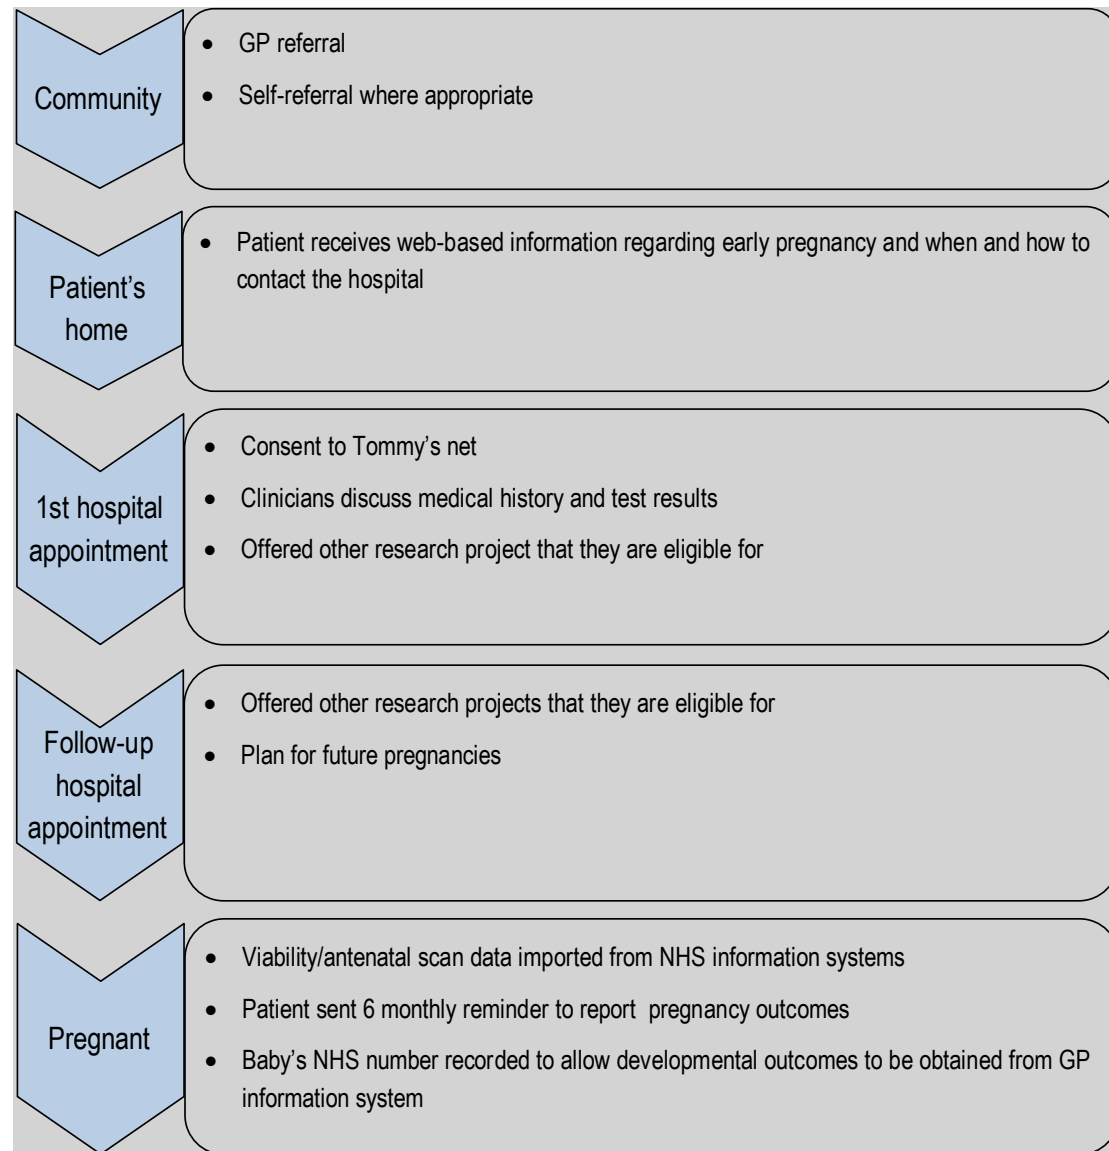 Community
• GP referral
• Self-referral where appropriate
Patient's
home
• Patient receives web-based information regarding early pregnancy and when and how to
contact the hospital
1st hospital
appointment
• Consent to Tommy's net
• Clinicians discuss medical history and test results
• Offered other research project that they are eligible for
Follow-up
hospital
appointment
• Offered other research projects that they are eligible for
• Plan for future pregnancies
Pregnant
• Viability/antenatal scan data imported from NHS information systems
• Patient sent 6 monthly reminder to report pregnancy outcomes
• Baby's NHS number recorded to allow developmental outcomes to be obtained from GP
information system